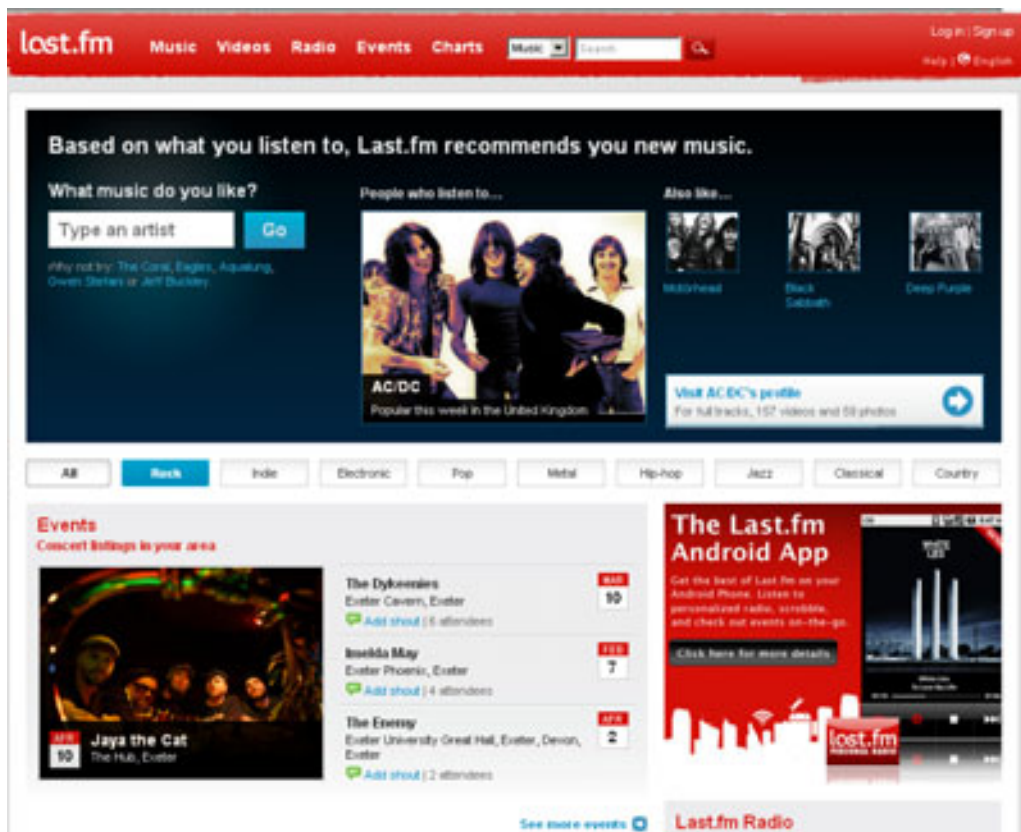 last.fm
Music Videos Radio Events Charts
Music Search
Log in | Sign up
Help | English
Based on what you listen to, Last.fm recommends you new music.
What music do you like?
Type an artist Go
Why not try: The Coral, Eagles, Aqualung,
Gwen Stefani or Jeff Buckley.
People who listen to...
AC/DC
Popular this week in the United Kingdom
Also like...
Motörhead
Black
Sabbath
Deep Purple
Visit AC/DC's profile
For full tracks, 157 videos and 59 photos
All Rock Indie Electronic Pop Metal Hip-hop Jazz Classical Country
Events
Concert listings in your area
APR
10
Jaya the Cat
The Hub, Exeter
The Dykeenies
Exeter Cavern, Exeter
Add shout | 6 attendees
MAR
10
Imelda May
Exeter Phoenix, Exeter
Add shout | 4 attendees
FEB
7
The Enemy
Exeter University Great Hall, Exeter, Devon,
Exeter
Add shout | 2 attendees
APR
2
See more events
The Last.fm
Android App
Get the best of Last.fm on your
Android Phone. Listen to
personalized radio, scrobble,
and check out events on-the-go.
Click here for more details
WHITE
LIES
last.fm
PERSONAL RADIO
Last.fm Radio